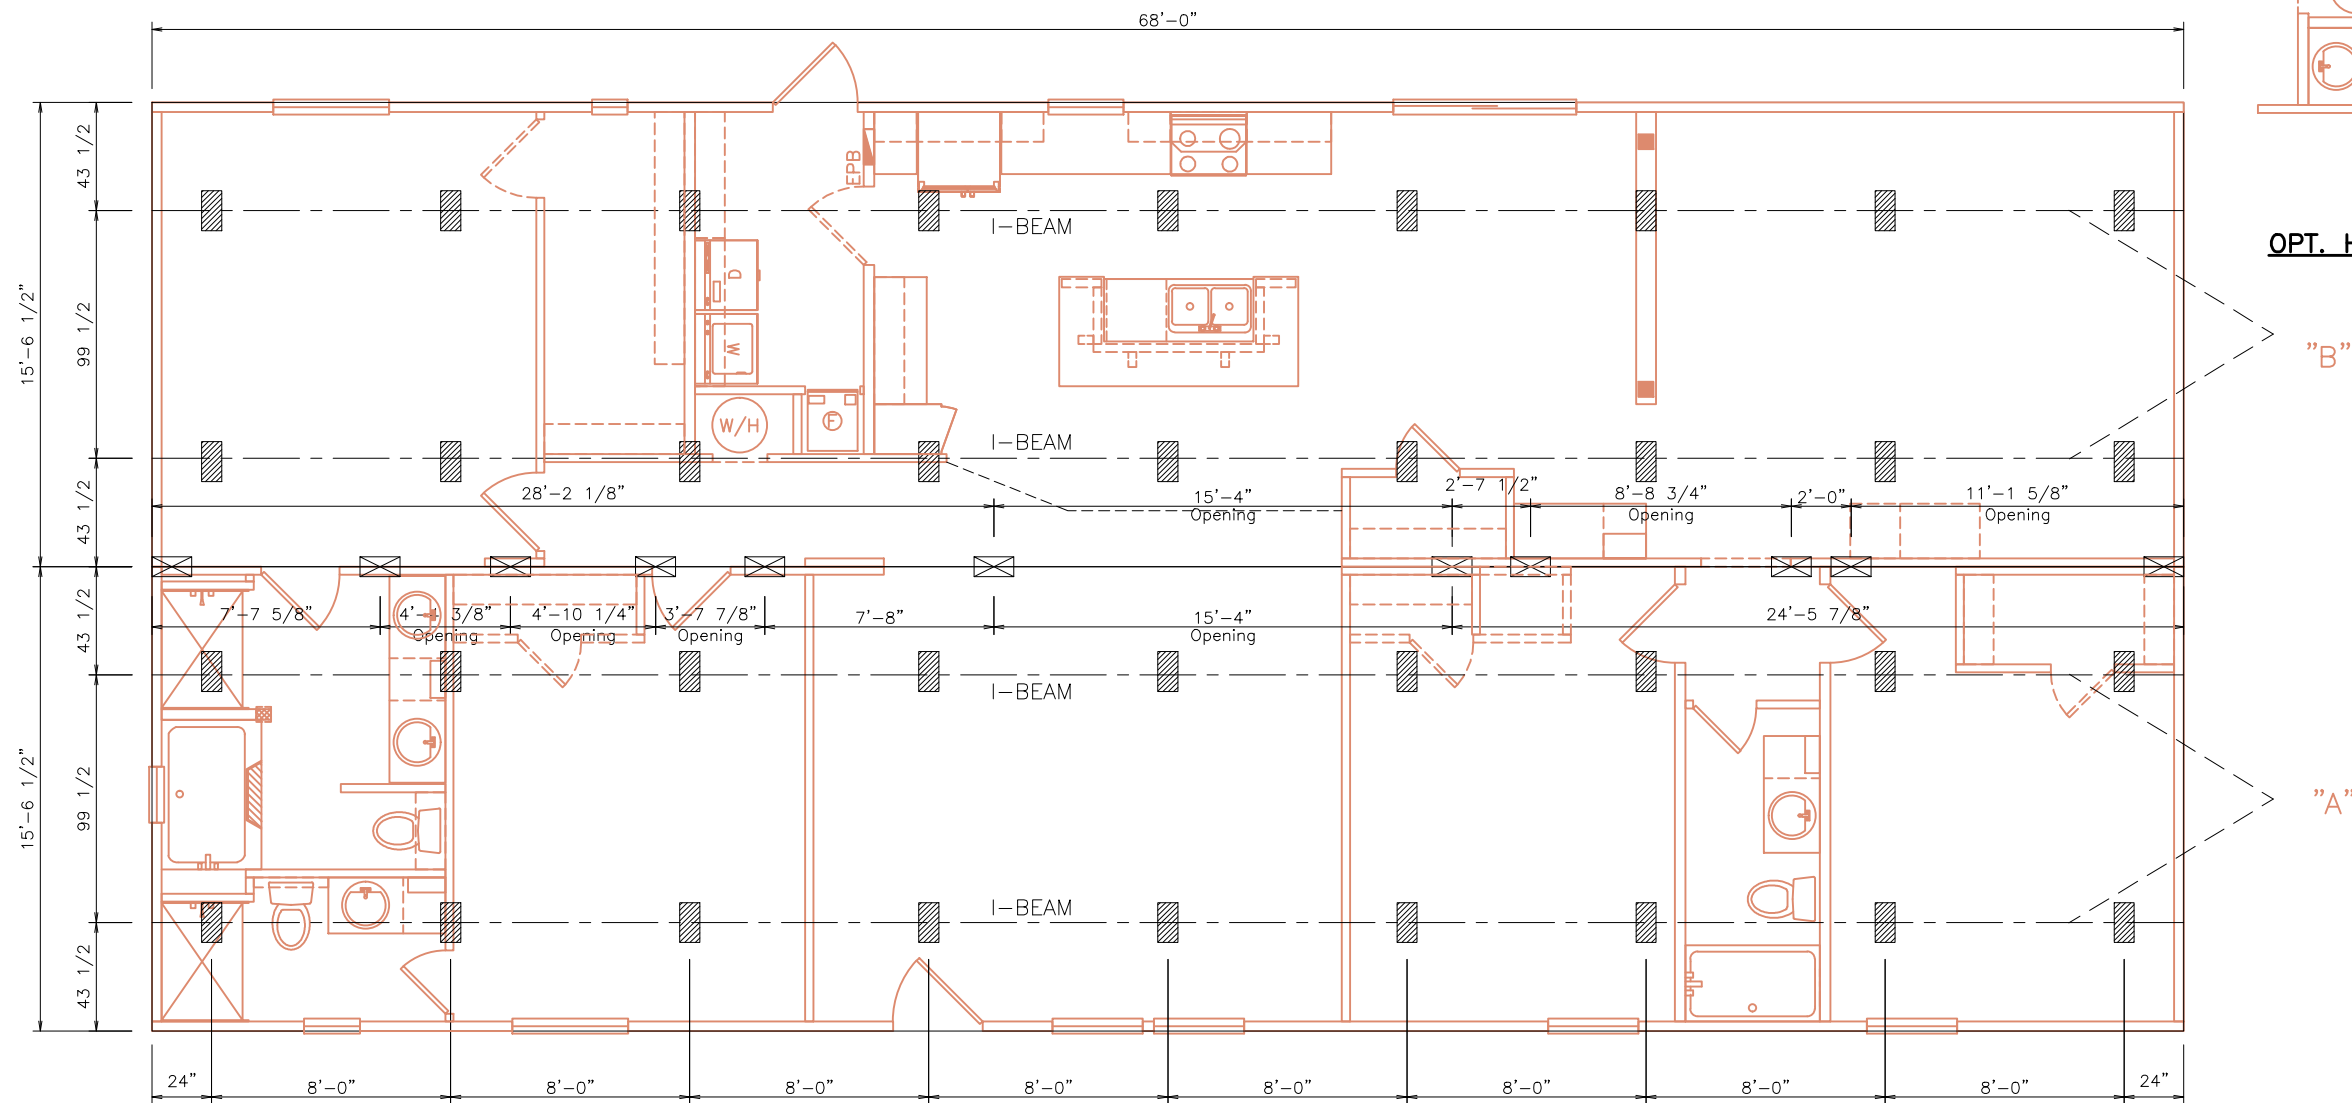 68'-0"
OPT. H
43 1/2
99 1/2
43 1/2
15'-6 1/2"
EPB
I-BEAM
D
W
W/H
F
I-BEAM
"B"
28'-2 1/8"
15'-4"
Opening
2'-7 1/2"
8'-8 3/4"
Opening
2'-0"
11'-1 5/8"
Opening
7'-7 5/8"
4'-1 3/8"
Opening
4'-10 1/4"
Opening
3'-7 7/8"
Opening
7'-8"
15'-4"
Opening
24'-5 7/8"
43 1/2
99 1/2
43 1/2
15'-6 1/2"
I-BEAM
"A"
I-BEAM
24"
8'-0"
8'-0"
8'-0"
8'-0"
8'-0"
8'-0"
8'-0"
8'-0"
24"